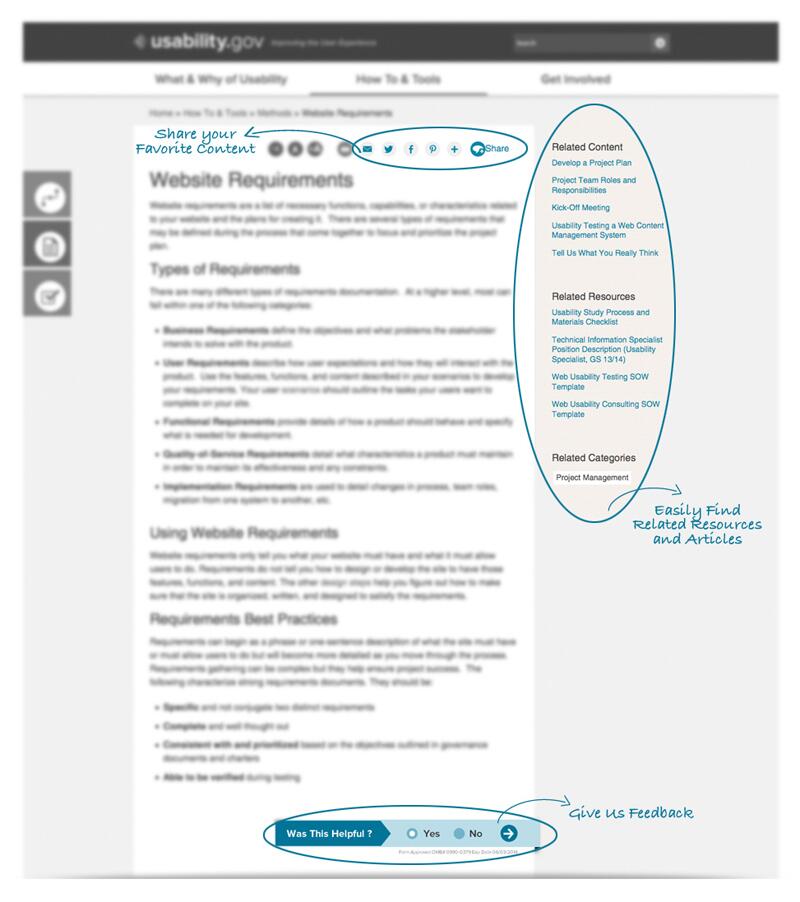 usability.gov Improving the User Experience
Search
What & Why of Usability How To & Tools Get Involved
Home » How To & Tools » Methods » Website Requirements
Share your
Favorite Content
Share
Website Requirements
Website requirements are a list of necessary functions, capabilities, or characteristics related
to your website and the plans for creating it. There are several types of requirements that
may be defined during the process that come together to focus and prioritize the project
plan.
Types of Requirements
There are many different types of requirements documentation. At a higher level, most can
fall within one of the following categories:
• Business Requirements define the objectives and what problems the stakeholder
intends to solve with the product.
• User Requirements describe how user expectations and how they will interact with the
product. Use the features, functions, and content described in your scenarios to develop
your requirements. Your user scenarios should outline the tasks your users want to
complete on your site.
• Functional Requirements provide details of how a product should behave and specify
what is needed for development.
• Quality-of-Service Requirements detail what characteristics a product must maintain
in order to maintain its effectiveness and any constraints.
• Implementation Requirements are used to detail changes in process, team roles,
migration from one system to another, etc.
Using Website Requirements
Website requirements only tell you what your website must have and what it must allow
users to do. Requirements do not tell you how to design or develop the site to have those
features, functions, and content. The other design steps help you figure out how to make
sure that the site is organized, written, and designed to satisfy the requirements.
Requirements Best Practices
Requirements can begin as a phrase or one-sentence description of what the site must have
or must allow users to do but will become more detailed as you move through the process.
Requirements gathering can be complex but they help ensure project success. The
following characterize strong requirements documents. They should be:
• Specific and not conjugate two distinct requirements
• Complete and well thought out
• Consistent with and prioritized based on the objectives outlined in governance
documents and charters
• Able to be verified during testing
Related Content
Develop a Project Plan
Project Team Roles and
Responsibilities
Kick-Off Meeting
Usability Testing a Web Content
Management System
Tell Us What You Really Think
Related Resources
Usability Study Process and
Materials Checklist
Technical Information Specialist
Position Description (Usability
Specialist, GS 13/14)
Web Usability Testing SOW
Template
Web Usability Consulting SOW
Template
Related Categories
Project Management
Easily Find
Related Resources
and Articles
Give Us Feedback
Was This Helpful ? Yes No
Form Approved OMB# 0990-0379 Exp. Date